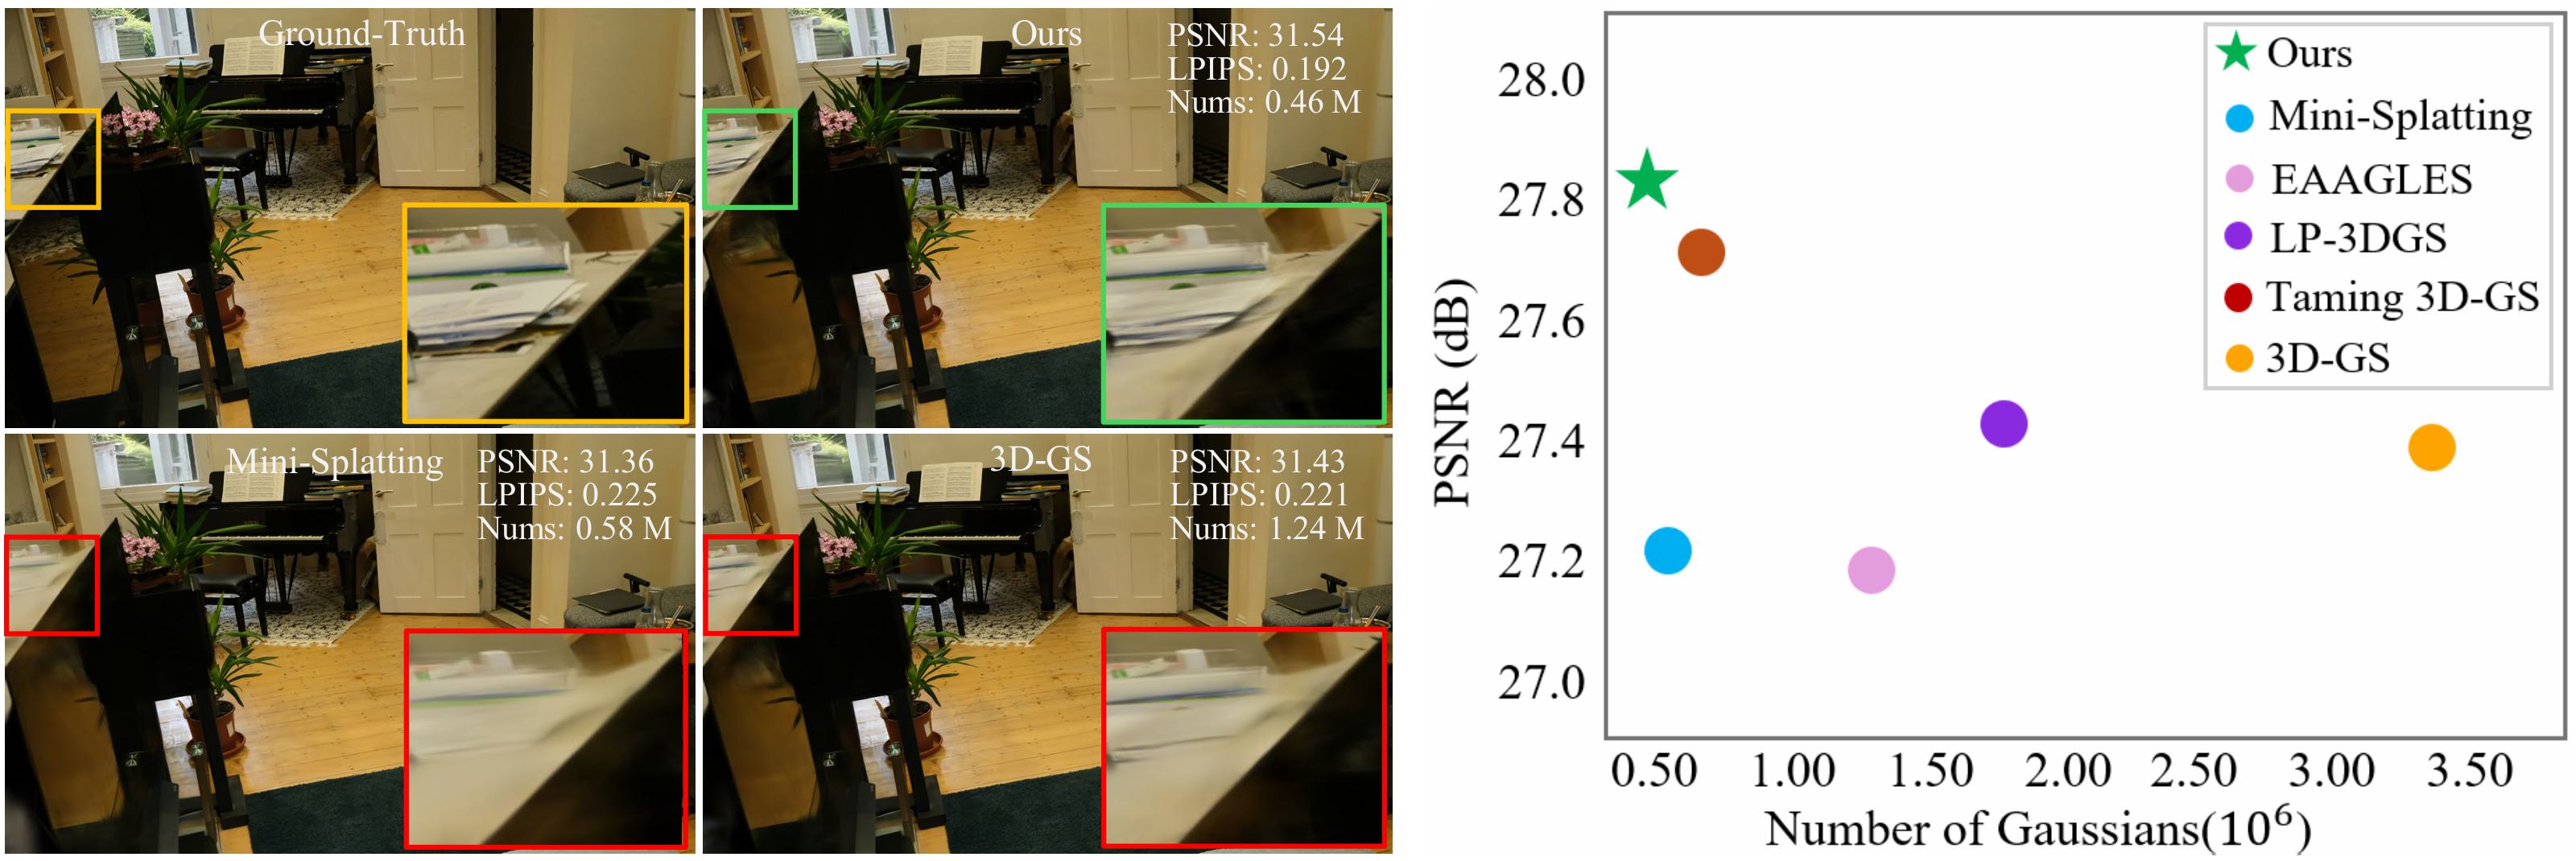 Ground-Truth
Ours
PSNR: 31.54
LPIPS: 0.192
Nums: 0.46 M
Mini-Splatting
PSNR: 31.36
LPIPS: 0.225
Nums: 0.58 M
3D-GS
PSNR: 31.43
LPIPS: 0.221
Nums: 1.24 M
PSNR (dB)
28.0
27.8
27.6
27.4
27.2
27.0
Ours
Mini-Splatting
EAAGLES
LP-3DGS
Taming 3D-GS
3D-GS
0.50 1.00 1.50 2.00 2.50 3.00 3.50
Number of Gaussians(10⁶)